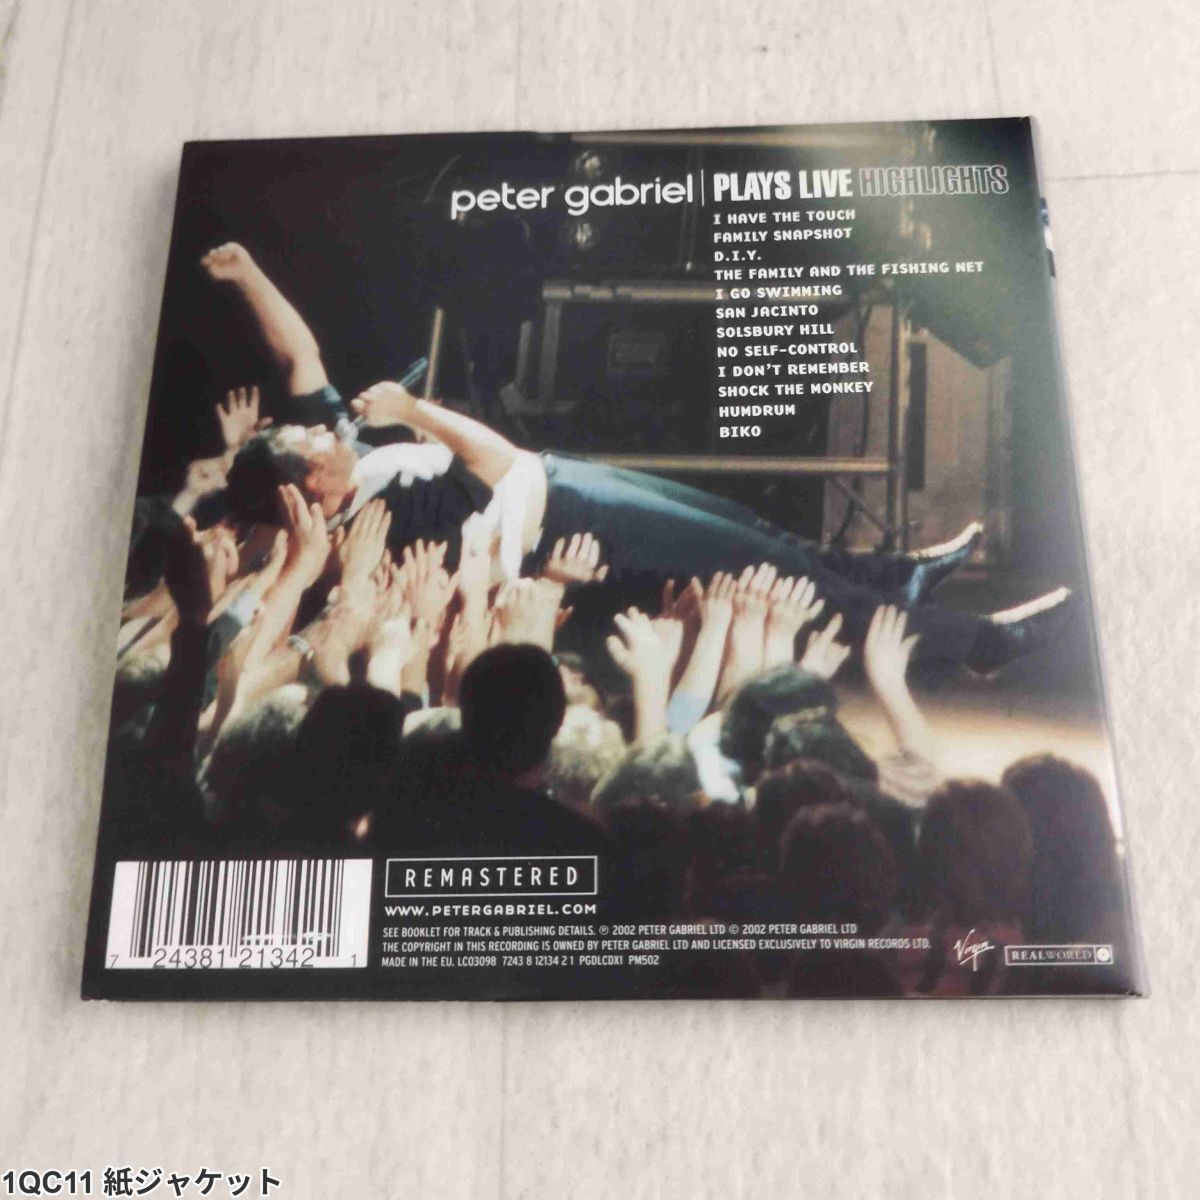 peter gabriel PLAYS LIVE HIGHLIGHTS
I HAVE THE TOUCH
FAMILY SNAPSHOT
D.I.Y.
THE FAMILY AND THE FISHING NET
I GO SWIMMING
SAN JACINTO
SOLSBURY HILL
NO SELF-CONTROL
I DON'T REMEMBER
SHOCK THE MONKEY
HUMDRUM
BIKO
REMASTERED
WWW.PETERGABRIEL.COM
SEE BOOKLET FOR TRACK & PUBLISHING DETAILS. ℗ 2002 PETER GABRIEL LTD © 2002 PETER GABRIEL LTD
THE COPYRIGHT IN THIS RECORDING IS OWNED BY PETER GABRIEL LTD AND LICENSED EXCLUSIVELY TO VIRGIN RECORDS LTD.
MADE IN THE EU. LC03098 7243 8 12134 2 1 PGDLCDX1 PM502
7 24381 21342 1
Virgin
REALWORLD
1QC11 紙ジャケット